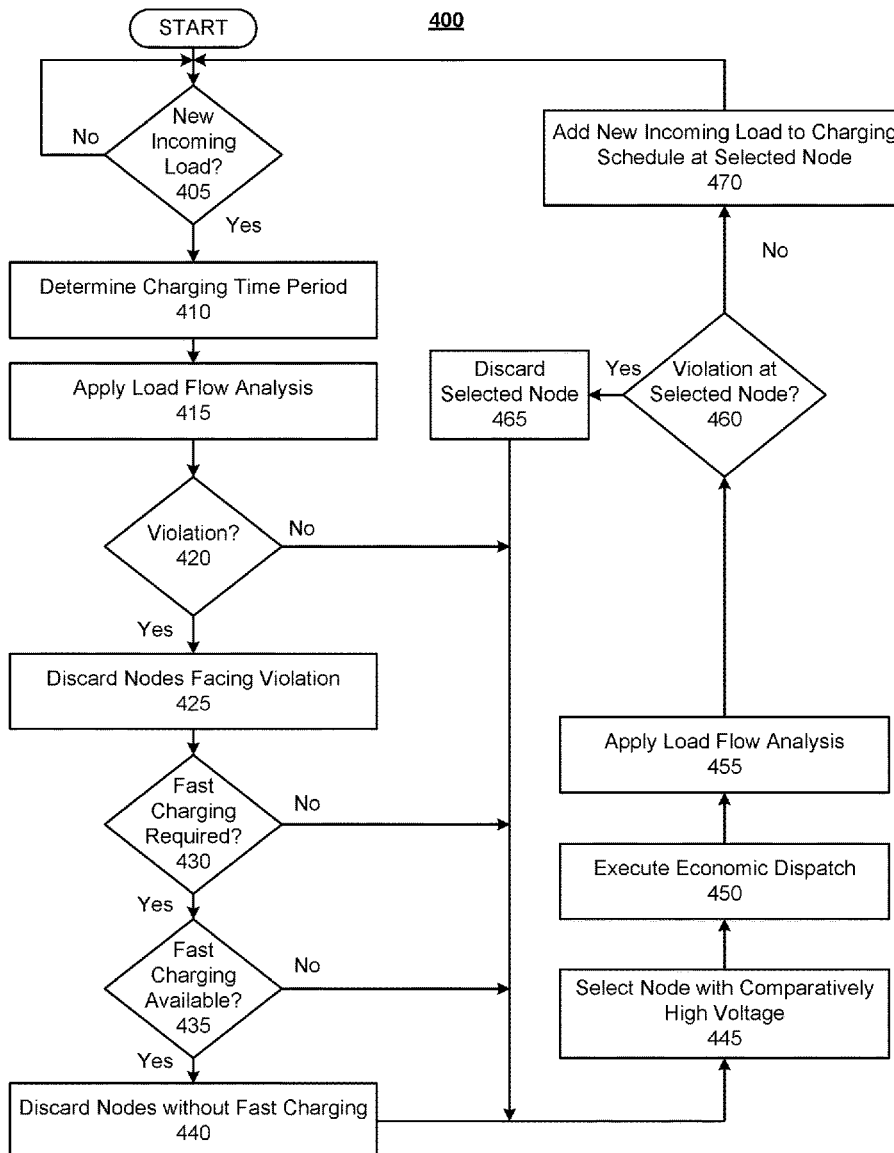 400
START
New
Incoming
Load?
405
No
Yes
Determine Charging Time Period
410
Apply Load Flow Analysis
415
Violation?
420
No
Yes
Discard Nodes Facing Violation
425
Fast
Charging
Required?
430
No
Yes
Fast
Charging
Available?
435
No
Yes
Discard Nodes without Fast Charging
440
Select Node with Comparatively
High Voltage
445
Execute Economic Dispatch
450
Apply Load Flow Analysis
455
Violation at
Selected Node?
460
Yes
Discard
Selected Node
465
No
Add New Incoming Load to Charging
Schedule at Selected Node
470